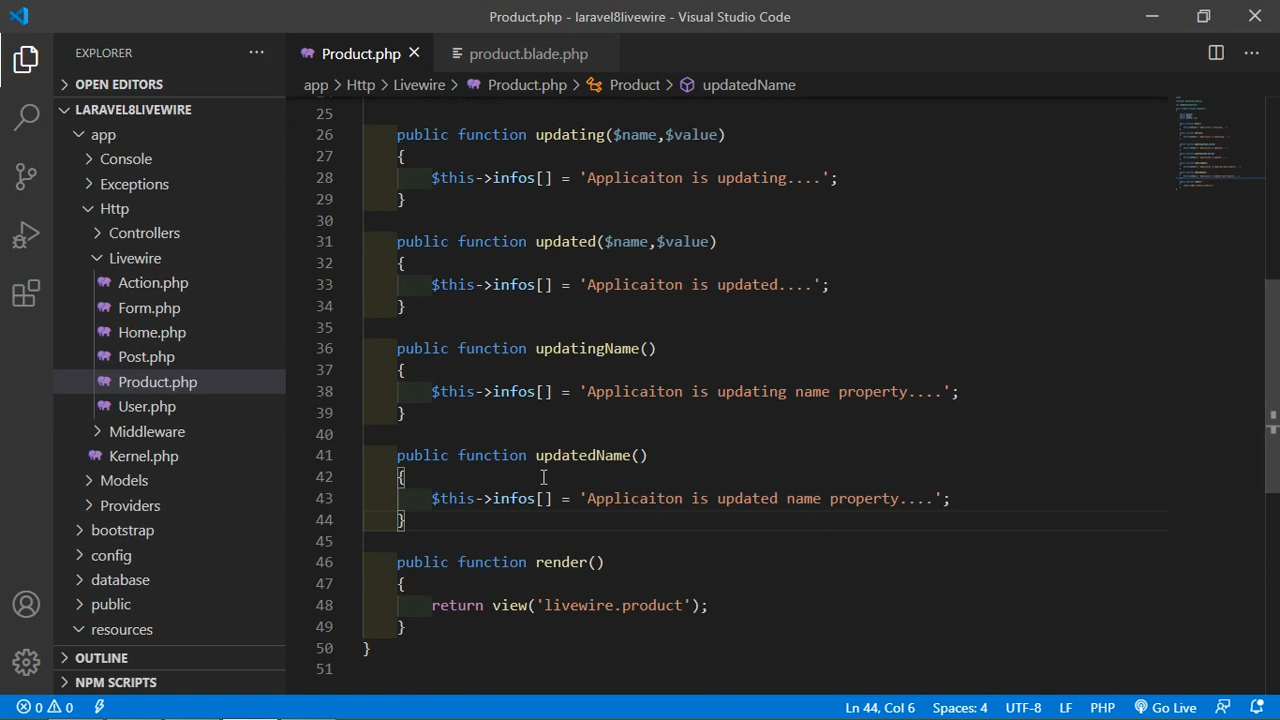 Product.php - laravel8livewire - Visual Studio Code
EXPLORER
Product.php
product.blade.php
OPEN EDITORS
app > Http > Livewire > Product.php > Product > updatedName
LARAVEL8LIVEWIRE
app
Console
Exceptions
Http
Controllers
Livewire
Action.php
Form.php
Home.php
Post.php
Product.php
User.php
Middleware
Kernel.php
Models
Providers
bootstrap
config
database
public
resources
OUTLINE
NPM SCRIPTS
25
26 public function updating($name,$value)
27 {
28 $this->infos[] = 'Applicaiton is updating....';
29 }
30
31 public function updated($name,$value)
32 {
33 $this->infos[] = 'Applicaiton is updated....';
34 }
35
36 public function updatingName()
37 {
38 $this->infos[] = 'Applicaiton is updating name property....';
39 }
40
41 public function updatedName()
42 {
43 $this->infos[] = 'Applicaiton is updated name property....';
44 }
45
46 public function render()
47 {
48 return view('livewire.product');
49 }
50 }
51
0 0
Ln 44, Col 6
Spaces: 4
UTF-8
LF
PHP
Go Live